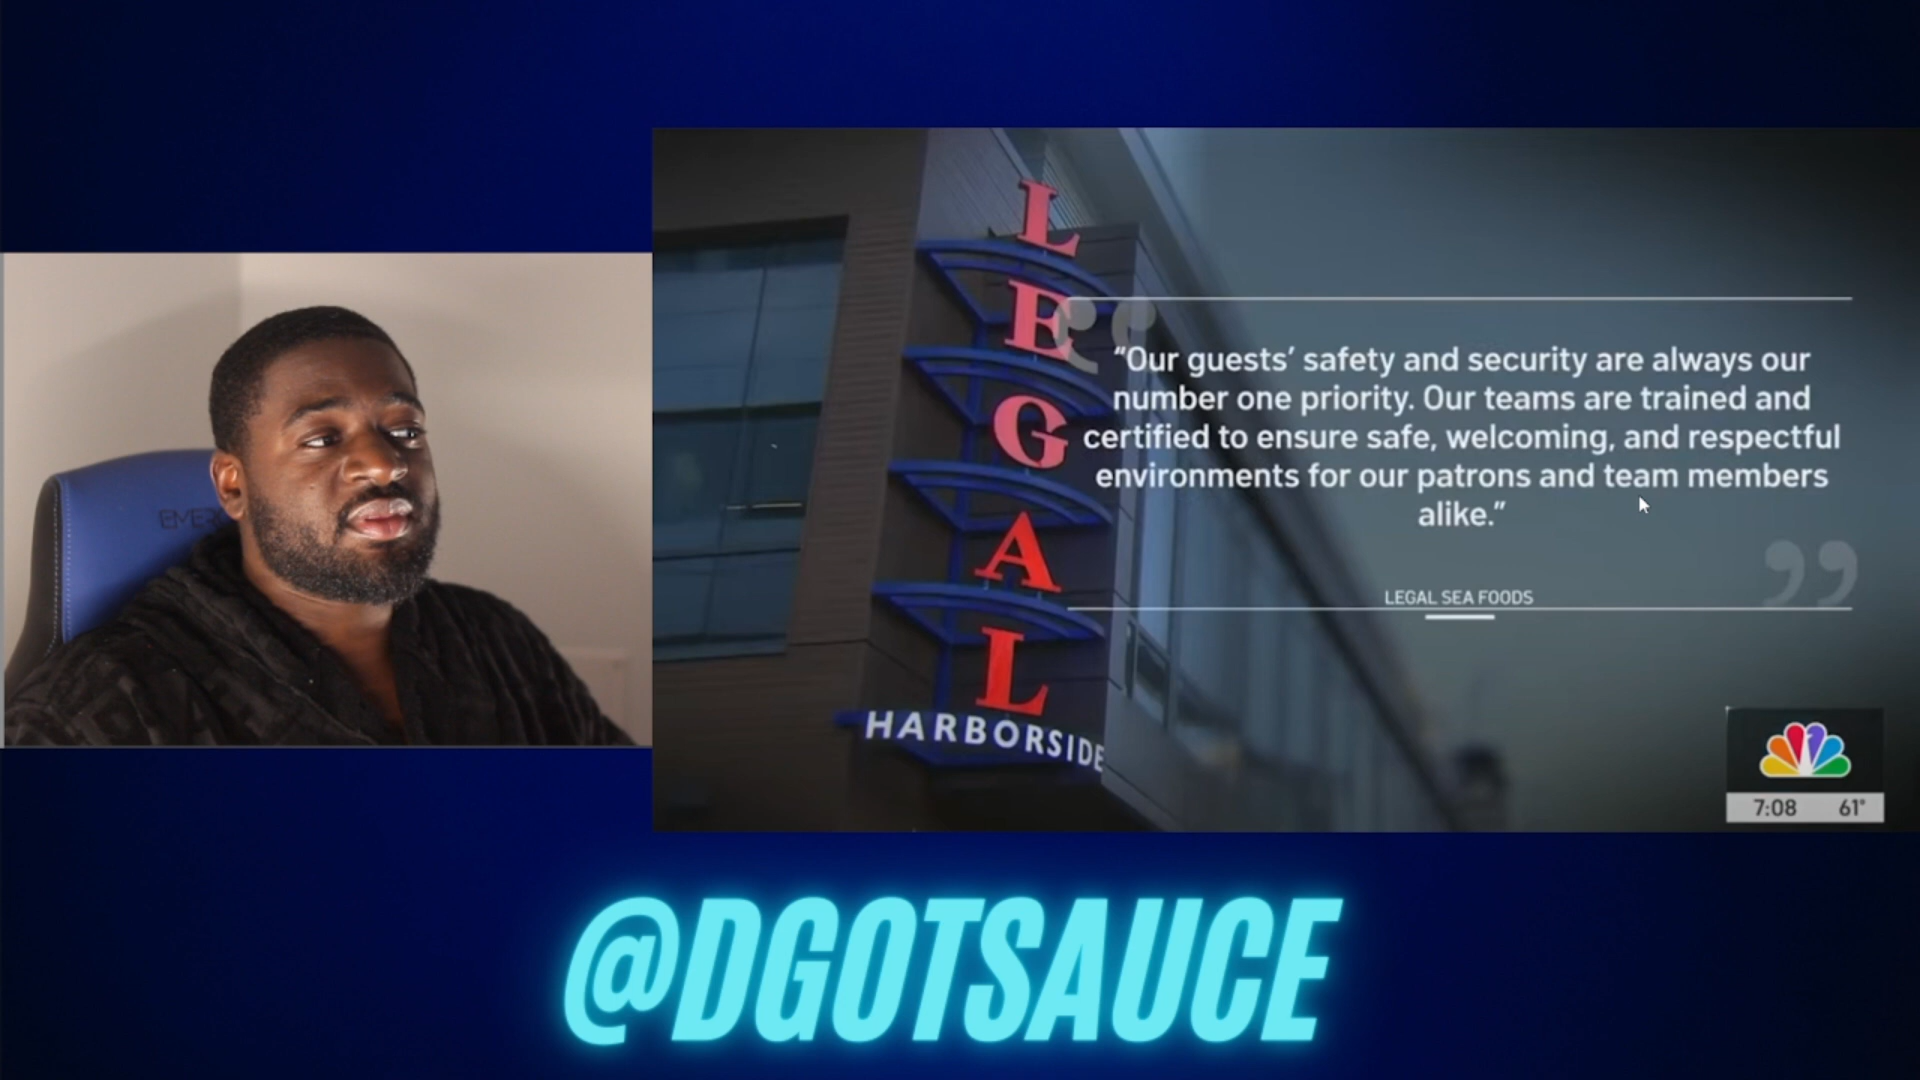 LEGAL
HARBORSIDE
“Our guests’ safety and security are always our
number one priority. Our teams are trained and
certified to ensure safe, welcoming, and respectful
environments for our patrons and team members
alike.”
LEGAL SEA FOODS
7:08 61°
@DGOTSAUCE